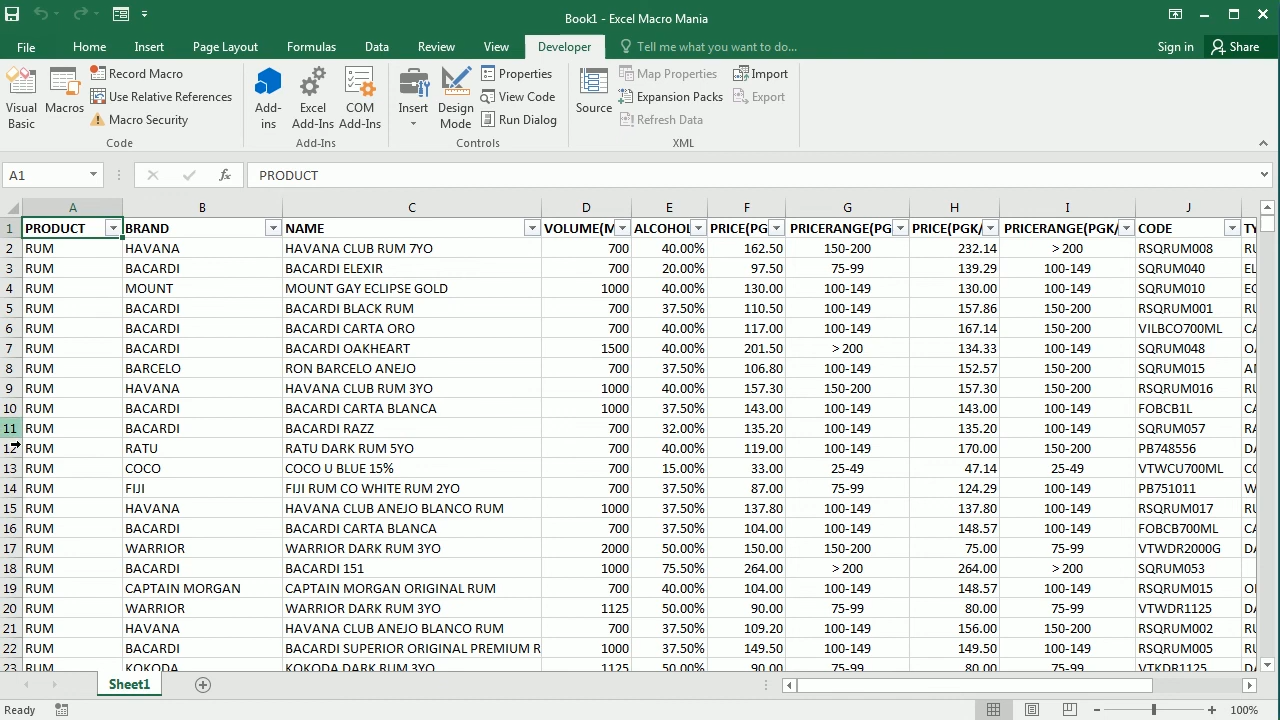 Book1 - Excel Macro Mania
File Home Insert Page Layout Formulas Data Review View Developer Tell me what you want to do... Sign in Share
Visual Basic
Macros
Record Macro
Use Relative References
Macro Security
Code
Add-ins
Excel Add-Ins
COM Add-Ins
Add-Ins
Insert
Design Mode
Properties
View Code
Run Dialog
Controls
Source
Map Properties
Expansion Packs
Refresh Data
Import
Export
XML
A1 fx PRODUCT
A B C D E F G H I J
1 PRODUCT BRAND NAME VOLUME(M ALCOHOL PRICE(PG PRICERANGE(PG PRICE(PGK/ PRICERANGE(PGK/ CODE TY
2 RUM HAVANA HAVANA CLUB RUM 7YO 700 40.00% 162.50 150-200 232.14 > 200 RSQRUM008 RU
3 RUM BACARDI BACARDI ELEXIR 700 20.00% 97.50 75-99 139.29 100-149 SQRUM040 EL
4 RUM MOUNT MOUNT GAY ECLIPSE GOLD 1000 40.00% 130.00 100-149 130.00 100-149 SQRUM010 EC
5 RUM BACARDI BACARDI BLACK RUM 700 37.50% 110.50 100-149 157.86 150-200 RSQRUM001 RU
6 RUM BACARDI BACARDI CARTA ORO 700 40.00% 117.00 100-149 167.14 150-200 VILBCO700ML CA
7 RUM BACARDI BACARDI OAKHEART 1500 40.00% 201.50 > 200 134.33 100-149 SQRUM048 OA
8 RUM BARCELO RON BARCELO ANEJO 700 37.50% 106.80 100-149 152.57 150-200 SQRUM015 AN
9 RUM HAVANA HAVANA CLUB RUM 3YO 1000 40.00% 157.30 150-200 157.30 150-200 RSQRUM016 RU
10 RUM BACARDI BACARDI CARTA BLANCA 1000 37.50% 143.00 100-149 143.00 100-149 FOBCB1L CA
11 RUM BACARDI BACARDI RAZZ 700 32.00% 135.20 100-149 135.20 100-149 SQRUM057 RA
12 RUM RATU RATU DARK RUM 5YO 700 40.00% 119.00 100-149 170.00 150-200 PB748556 DA
13 RUM COCO COCO U BLUE 15% 700 15.00% 33.00 25-49 47.14 25-49 VTWCU700ML CO
14 RUM FIJI FIJI RUM CO WHITE RUM 2YO 700 37.50% 87.00 75-99 124.29 100-149 PB751011 W
15 RUM HAVANA HAVANA CLUB ANEJO BLANCO RUM 1000 37.50% 137.80 100-149 137.80 100-149 RSQRUM017 RU
16 RUM BACARDI BACARDI CARTA BLANCA 700 37.50% 104.00 100-149 148.57 100-149 FOBCB700ML CA
17 RUM WARRIOR WARRIOR DARK RUM 3YO 2000 50.00% 150.00 150-200 75.00 75-99 VTWDR2000G DA
18 RUM BACARDI BACARDI 151 1000 75.50% 264.00 > 200 264.00 > 200 SQRUM053
19 RUM CAPTAIN MORGAN CAPTAIN MORGAN ORIGINAL RUM 700 40.00% 104.00 100-149 148.57 100-149 RSQRUM015 OR
20 RUM WARRIOR WARRIOR DARK RUM 3YO 1125 50.00% 90.00 75-99 80.00 75-99 VTWDR1125 DA
21 RUM HAVANA HAVANA CLUB ANEJO BLANCO RUM 700 37.50% 109.20 100-149 156.00 150-200 RSQRUM002 RU
22 RUM BACARDI BACARDI SUPERIOR ORIGINAL PREMIUM R 1000 37.50% 149.50 100-149 149.50 100-149 RSQRUM005 RU
23 RUM KOKODA KOKODA DARK RUM 3YO 1125 50.00% 90.00 75-99 80.00 75-99 VTKDR1125 DA
Sheet1
Ready 100%